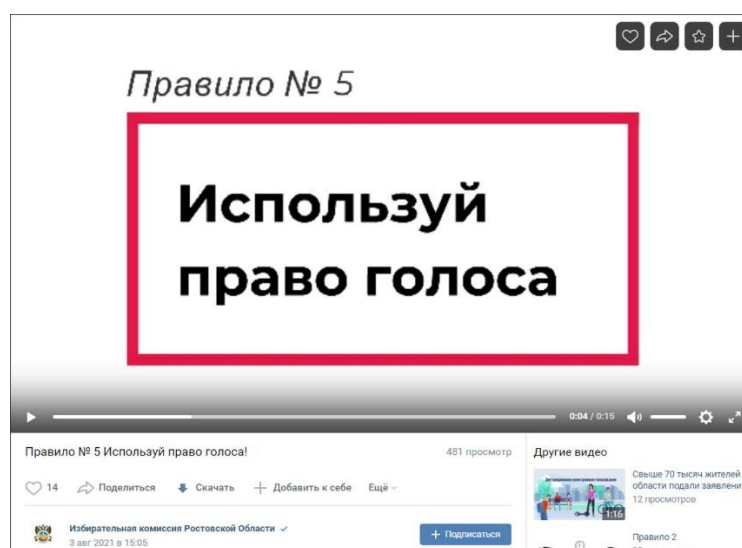 Правило № 5
Используй
право голоса
0:04 / 0:15
Правило № 5 Используй право голоса!
481 просмотр
14
Поделиться
Скачать
Добавить к себе
Ещё
Избирательная комиссия Ростовской Области
3 авг 2021 в 15:05
Подписаться
Другие видео
1:16
Свыше 70 тысяч жителей
области подали заявлени
12 просмотров
Правило 2